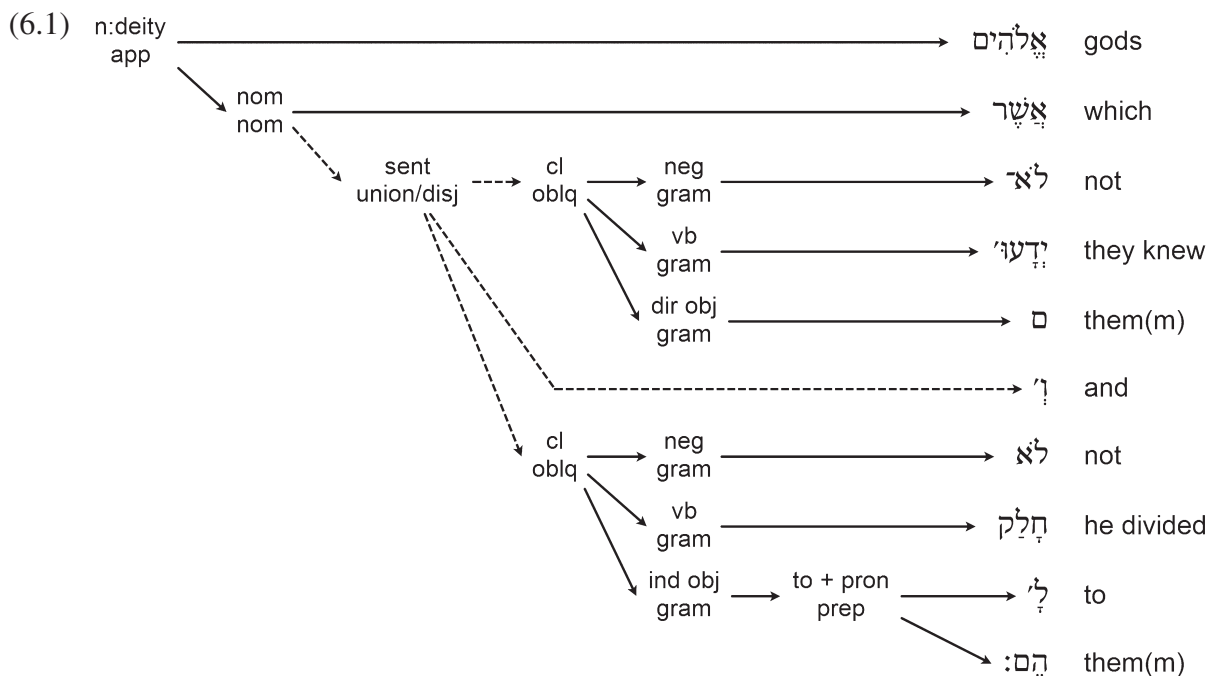 (6.1) n:deity
app
אֱלֹהִים gods
nom
nom
אֲשֶׁר which
sent
union/disj
cl
oblq
neg
gram
לֹא־ not
vb
gram
יְדָעוּ׳ they knew
dir obj
gram
ם them(m)
וְ׳ and
cl
oblq
neg
gram
לֹא not
vb
gram
חָלַק he divided
ind obj
gram
to + pron
prep
לָ׳ to
הֶם׃ them(m)